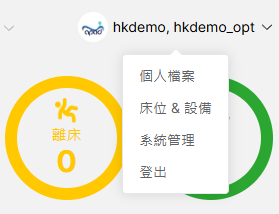 hkdemo, hkdemo_opt
個人檔案
床位 & 設備
系統管理
登出
離床
0